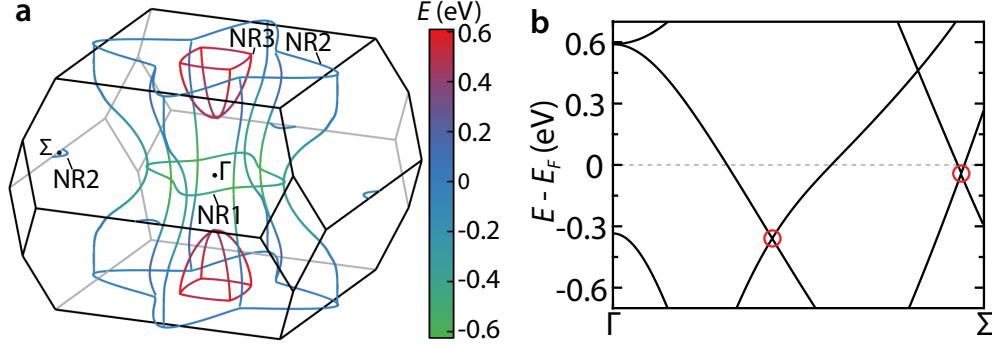 a
E (eV)
0.6
0.4
0.2
0
-0.2
-0.4
-0.6
NR3
NR2
Σ
NR2
Γ
NR1
b
E - E_F (eV)
0.6
0.3
0
-0.3
-0.6
Γ
Σ